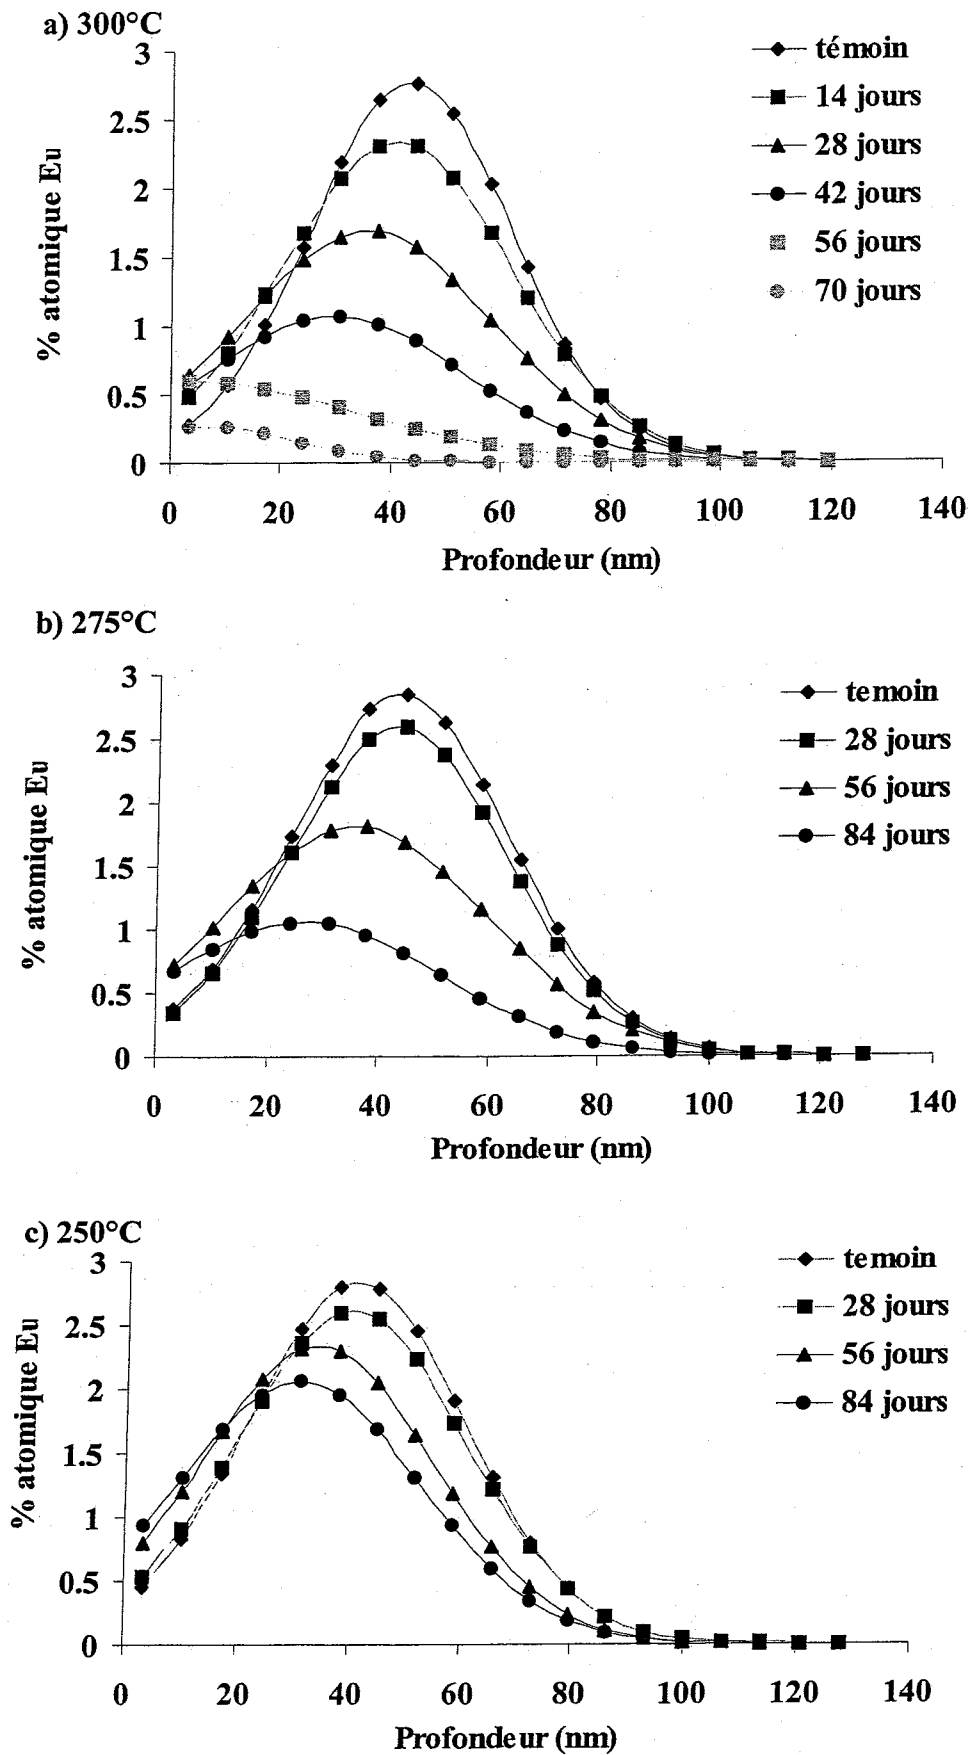 a) 300°C
3
2.5
2
1.5
1
0.5
0
% atomique Eu
0 20 40 60 80 100 120 140
Profondeur (nm)
témoin
14 jours
28 jours
42 jours
56 jours
70 jours
b) 275°C
3
2.5
2
1.5
1
0.5
0
% atomique Eu
0 20 40 60 80 100 120 140
Profondeur (nm)
temoin
28 jours
56 jours
84 jours
c) 250°C
3
2.5
2
1.5
1
0.5
0
% atomique Eu
0 20 40 60 80 100 120 140
Profondeur (nm)
temoin
28 jours
56 jours
84 jours